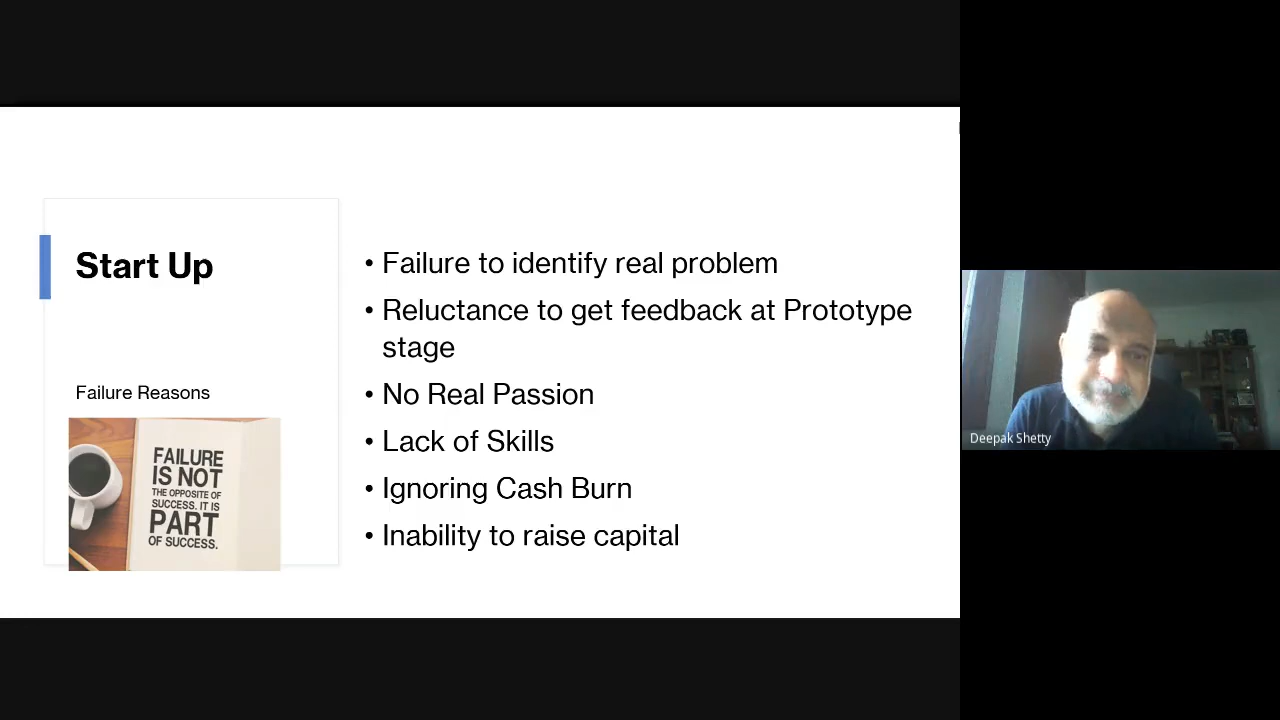 Start Up
Failure Reasons
FAILURE
IS NOT
THE OPPOSITE OF
SUCCESS. IT IS
PART
OF SUCCESS.
• Failure to identify real problem
• Reluctance to get feedback at Prototype
stage
• No Real Passion
• Lack of Skills
• Ignoring Cash Burn
• Inability to raise capital
Deepak Shetty